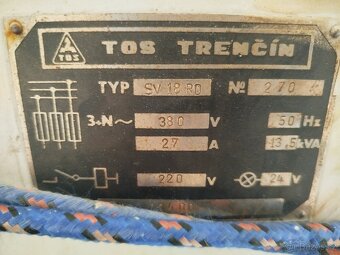 TOS TOS TRENČÍN
TYP SV 18 RD № 270
3~N~ 380 V 50 Hz
27 A 13,5 kVA
220 V 24 V